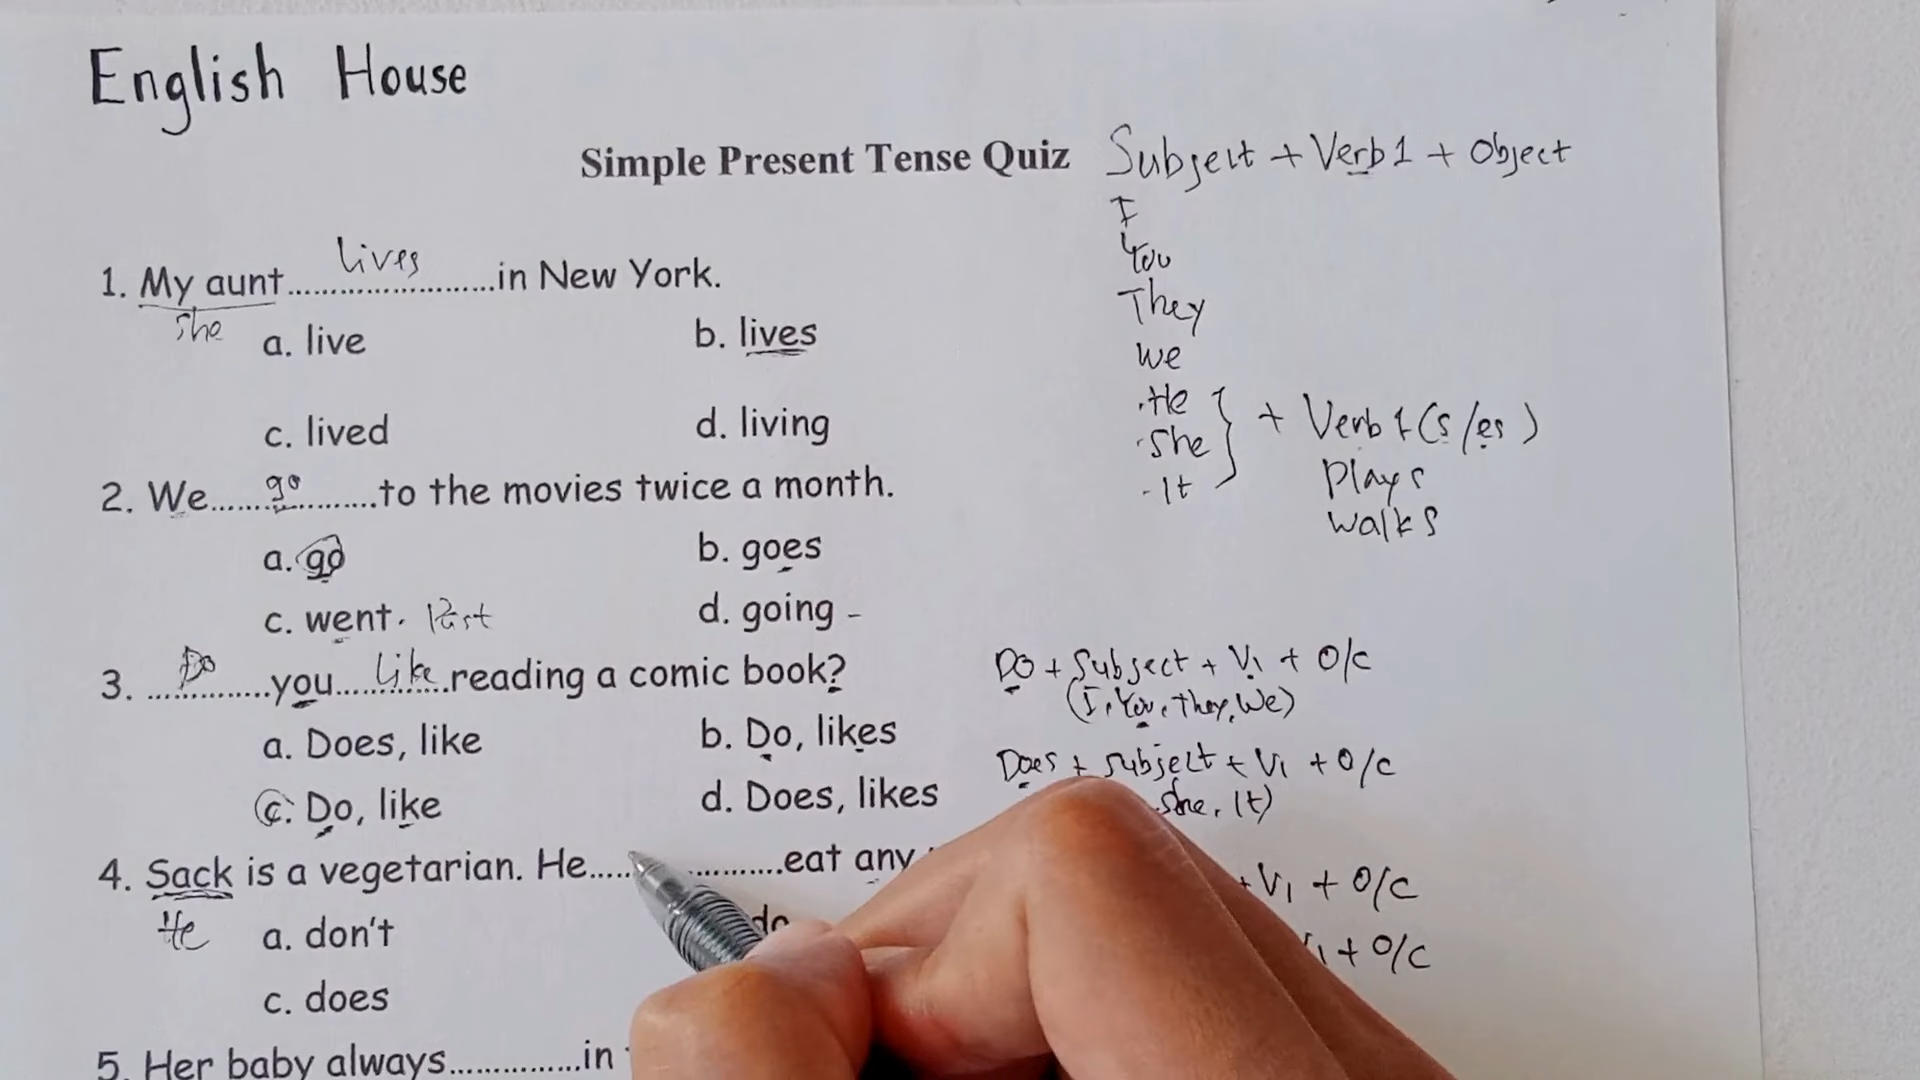 English House
Simple Present Tense Quiz Subject + Verb 1 + Object
I
You
They
We
He
She
It
+ Verb 1 (s/es)
Plays
Walks
1. My aunt........lives........in New York.
She
a. live b. lives
c. lived d. living
2. We......go......to the movies twice a month.
a. go b. goes
c. went. Past d. going -
3. ....Do....you....like....reading a comic book?
a. Does, like b. Do, likes
c. Do, like d. Does, likes
Do + Subject + V1 + O/C
(I, You, They, We)
Does + Subject + V1 + O/C
She, It)
4. Sack is a vegetarian. He..............eat any
He
a. don't do
c. does
+ V1 + O/C
+ O/C
5. Her baby always..............in